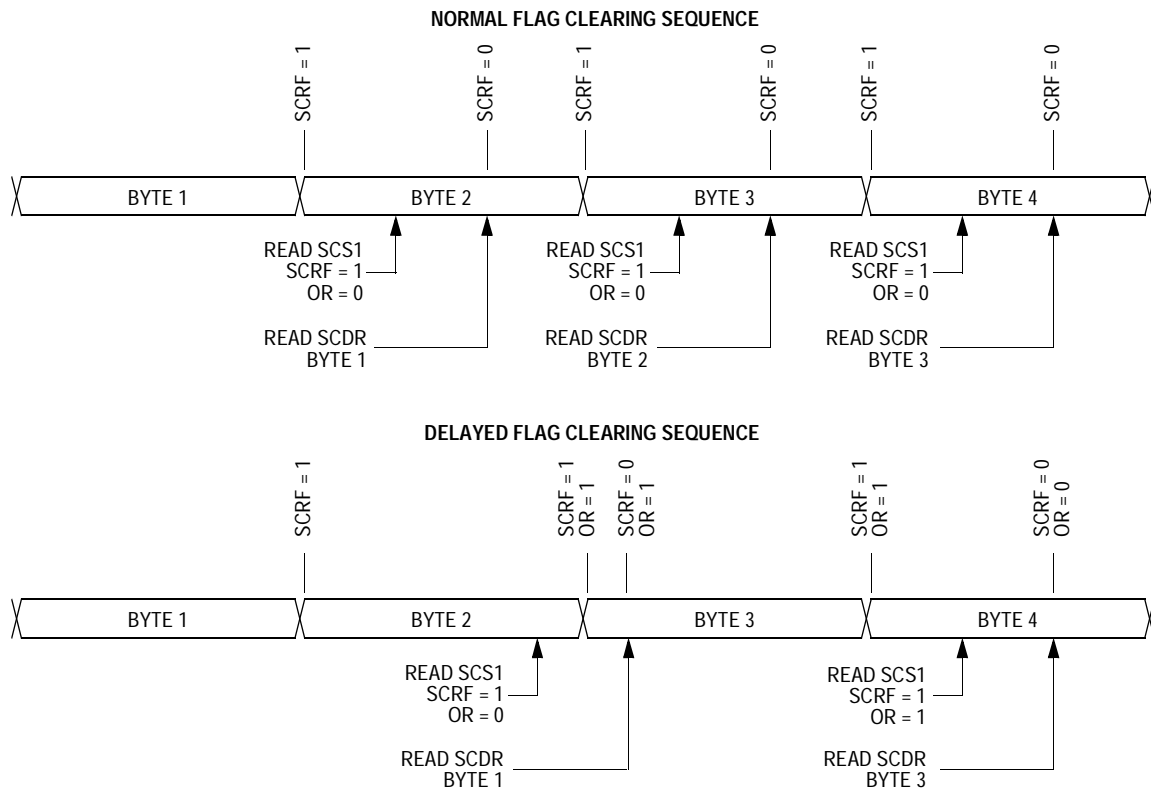 NORMAL FLAG CLEARING SEQUENCE
SCRF = 1
SCRF = 0
SCRF = 1
SCRF = 0
SCRF = 1
SCRF = 0
BYTE 1
BYTE 2
BYTE 3
BYTE 4
READ SCS1
SCRF = 1
OR = 0
READ SCS1
SCRF = 1
OR = 0
READ SCS1
SCRF = 1
OR = 0
READ SCDR
BYTE 1
READ SCDR
BYTE 2
READ SCDR
BYTE 3
DELAYED FLAG CLEARING SEQUENCE
SCRF = 1
SCRF = 1
OR = 1
SCRF = 0
OR = 1
SCRF = 1
OR = 1
SCRF = 0
OR = 0
BYTE 1
BYTE 2
BYTE 3
BYTE 4
READ SCS1
SCRF = 1
OR = 0
READ SCS1
SCRF = 1
OR = 1
READ SCDR
BYTE 1
READ SCDR
BYTE 3